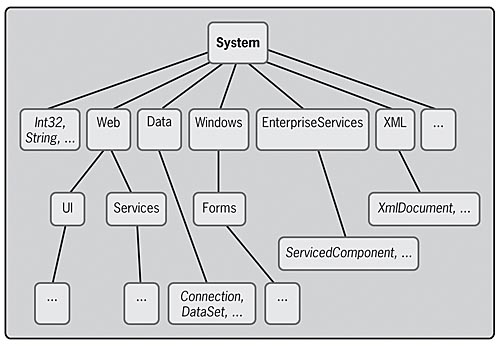 System
Int32,
String, ...
Web
Data
Windows
EnterpriseServices
XML
...
UI
Services
Forms
XmlDocument, ...
ServicedComponent, ...
...
...
Connection,
DataSet, ...
...